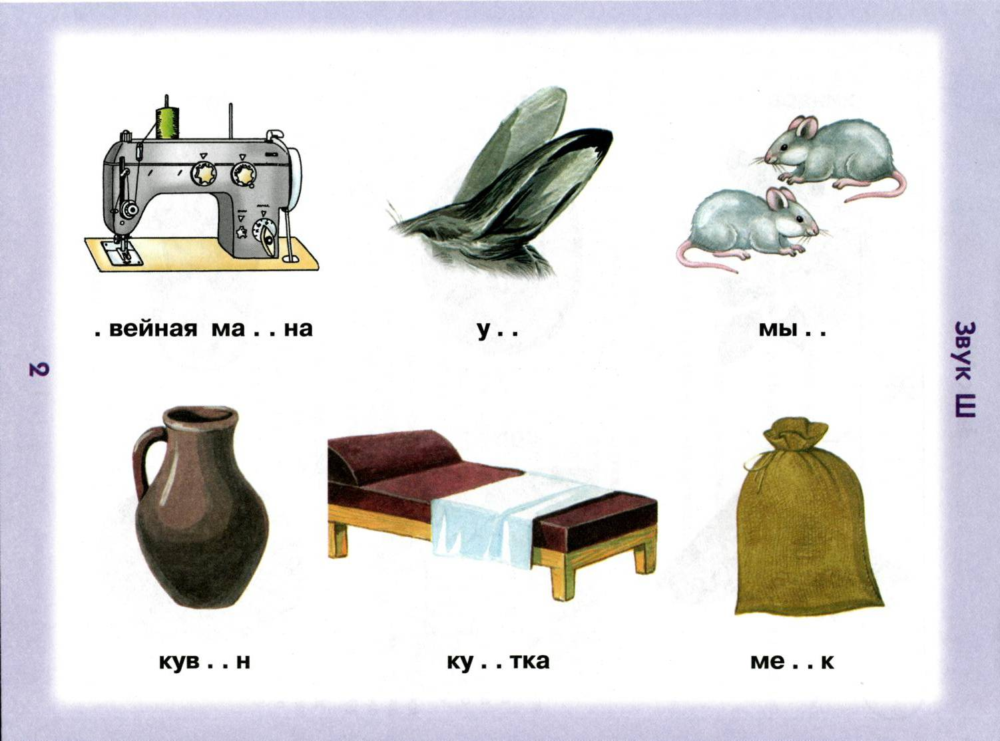 . вейная ма . . на
у . .
мы . .
кув . . н
ку . . тка
ме . . к
2
Звук Ш